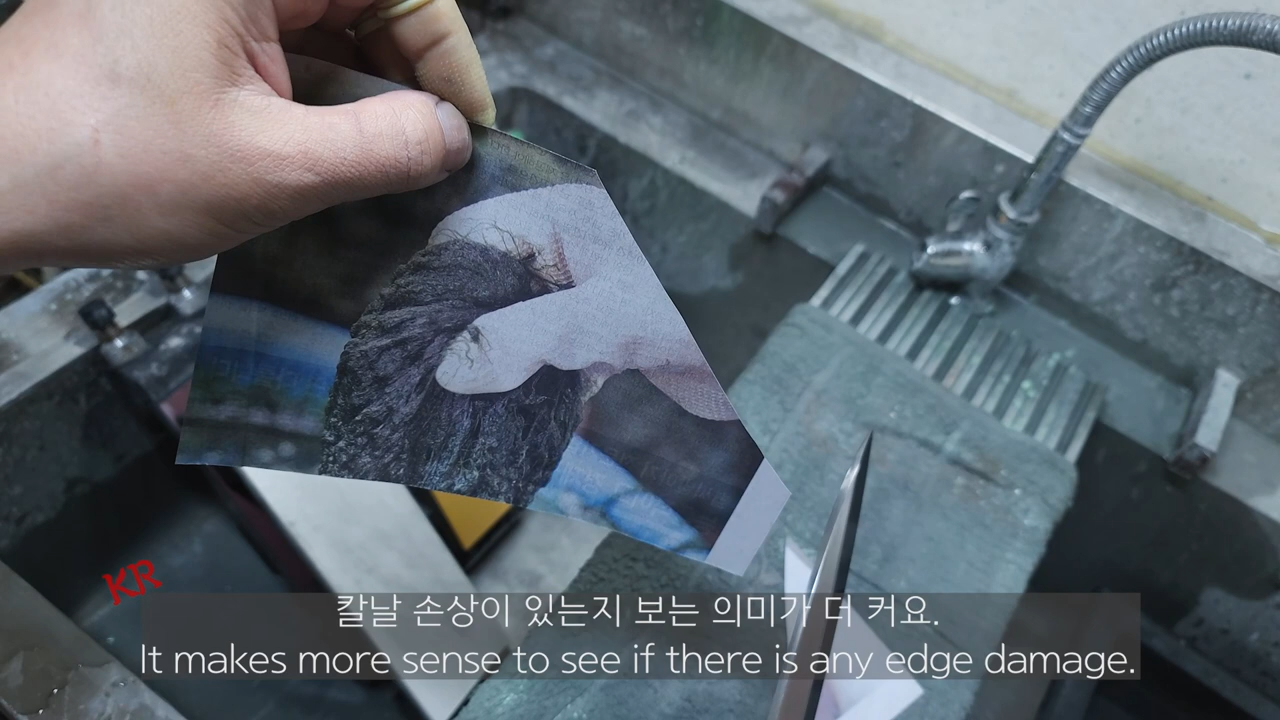 KR
칼날 손상이 있는지 보는 의미가 더 커요.
It makes more sense to see if there is any edge damage.